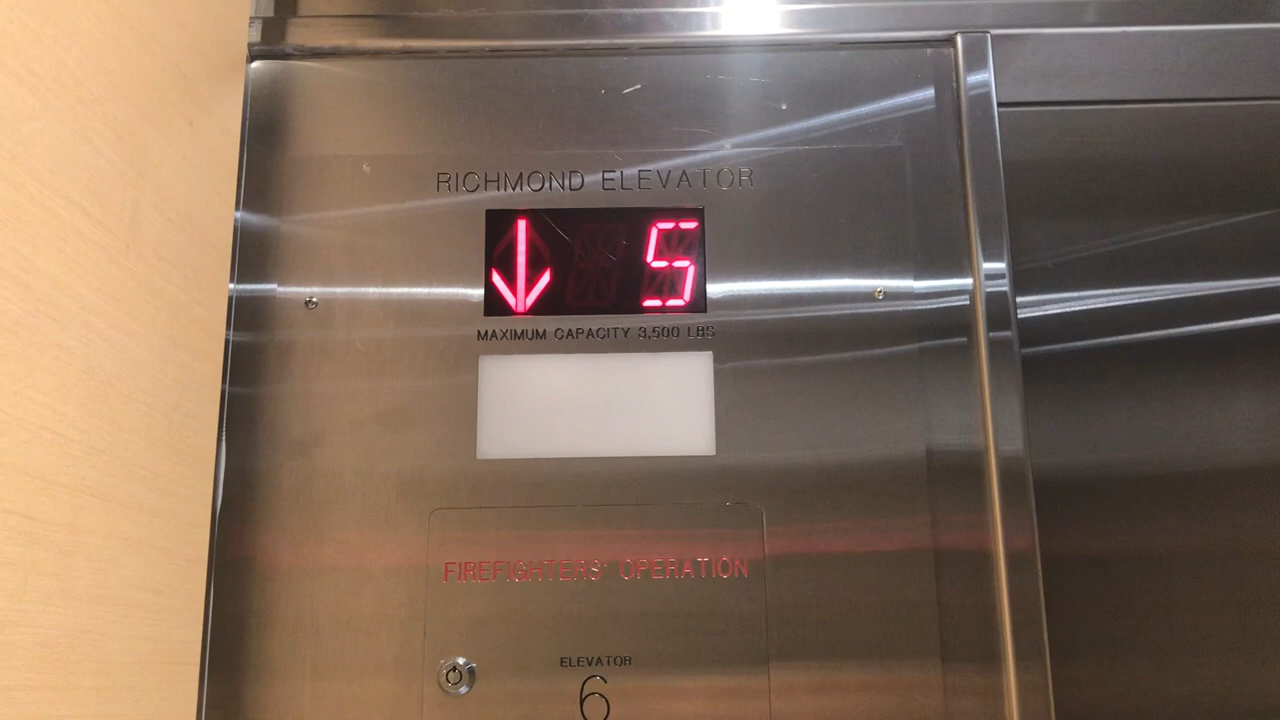 RICHMOND ELEVATOR
↓ 5
MAXIMUM CAPACITY 3,500 LBS
FIREFIGHTERS' OPERATION
ELEVATOR
6